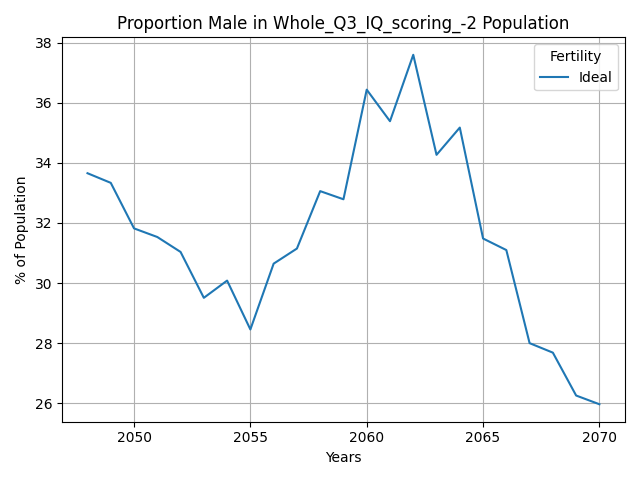 Proportion Male in Whole_Q3_IQ_scoring_-2 Population
38
36
34
32
30
28
26
% of Population
Fertility
Ideal
2050 2055 2060 2065 2070
Years